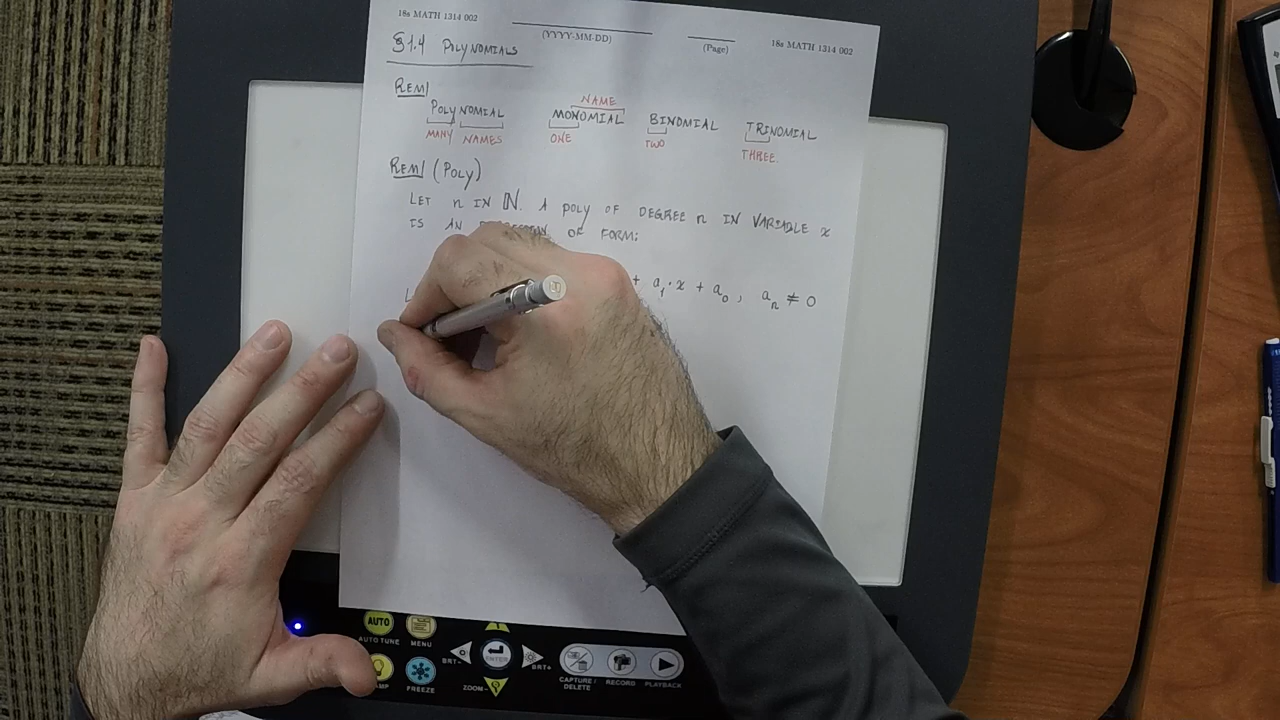 18s MATH 1314 002 (YYYY-MM-DD) (Page) 18s MATH 1314 002
§1.4 POLYNOMIALS
REM
NAME
POLYNOMIAL MONOMIAL BINOMIAL TRINOMIAL
MANY NAMES ONE TWO THREE
REM (POLY)
LET n IN ℕ. A POLY OF DEGREE n IN VARIABLE x
IS AN OF FORM:
+ a₁·x + a₀, aₙ ≠ 0
AUTO
AUTO TUNE MENU
ENTER
BRT- BRT+
FREEZE ZOOM- CAPTURE / DELETE RECORD PLAYBACK